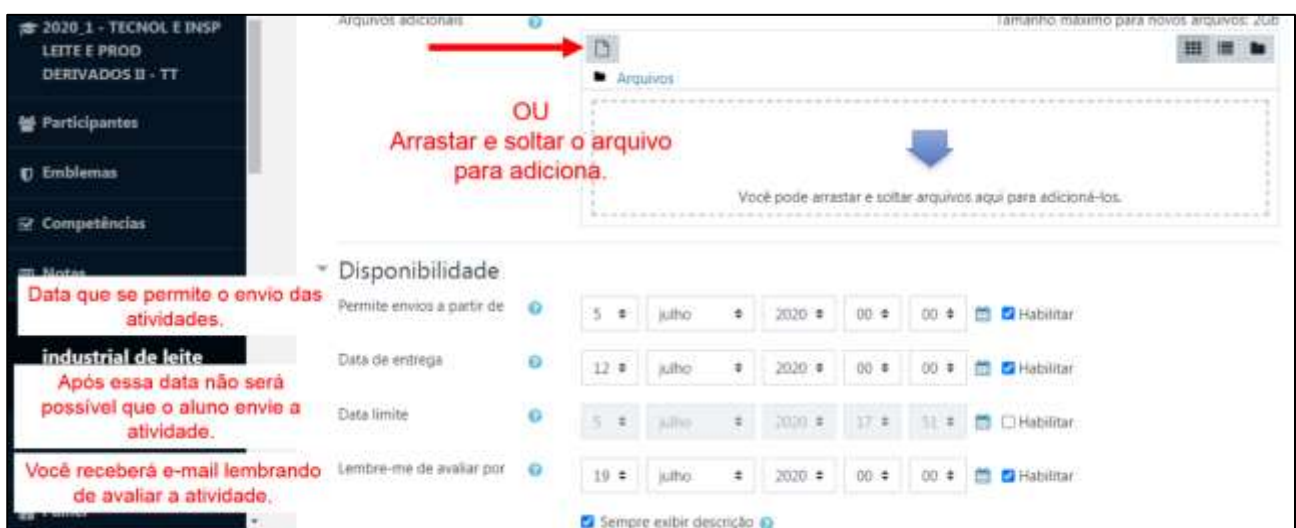 2020_1 - TECNOL E INSP
LEITE E PROD
DERIVADOS II - TT
Participantes
Emblemas
Competências
Notas
industrial de leite
Painel
Arquivos adicionais
Tamanho máximo para novos arquivos: 2GB
Arquivos
OU
Arrastar e soltar o arquivo
para adiciona.
Você pode arrastar e soltar arquivos aqui para adicioná-los.
Disponibilidade
Data que se permite o envio das
atividades.
Permite envios a partir de 5 julho 2020 00 00 Habilitar
Após essa data não será
possível que o aluno envie a
atividade.
Data de entrega 12 julho 2020 00 00 Habilitar
Data limite 5 julho 2020 17 51 Habilitar
Você receberá e-mail lembrando
de avaliar a atividade.
Lembre-me de avaliar por 19 julho 2020 00 00 Habilitar
Sempre exibir descrição